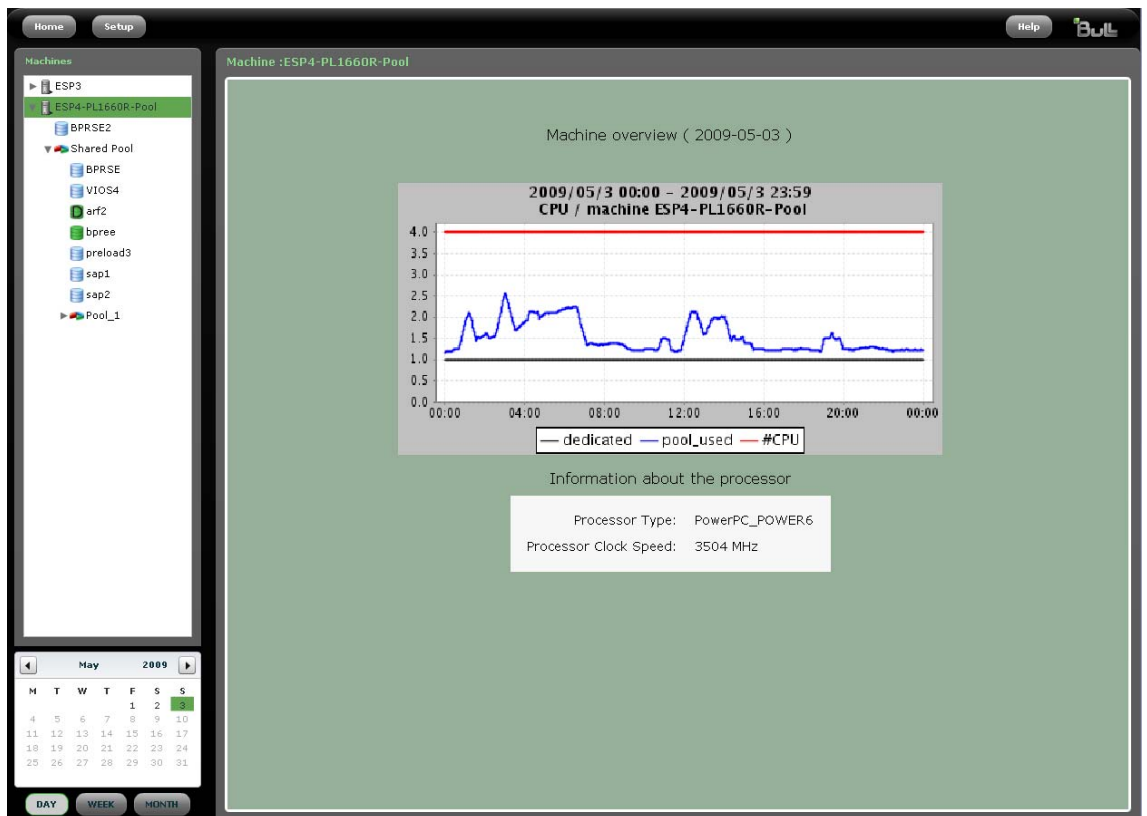 Home Setup Help Bull
Machines
ESP3
ESP4-PL1660R-Pool
BPRSE2
Shared Pool
BPRSE
VIOS4
arf2
bpree
preload3
sap1
sap2
Pool_1
May 2009
M T W T F S S
1 2 3
4 5 6 7 8 9 10
11 12 13 14 15 16 17
18 19 20 21 22 23 24
25 26 27 28 29 30 31
DAY WEEK MONTH
Machine :ESP4-PL1660R-Pool
Machine overview ( 2009-05-03 )
2009/05/3 00:00 - 2009/05/3 23:59
CPU / machine ESP4-PL1660R-Pool
4.0
3.5
3.0
2.5
2.0
1.5
1.0
0.5
0.0
00:00 04:00 08:00 12:00 16:00 20:00 00:00
dedicated pool_used #CPU
Information about the processor
Processor Type: PowerPC_POWER6
Processor Clock Speed: 3504 MHz